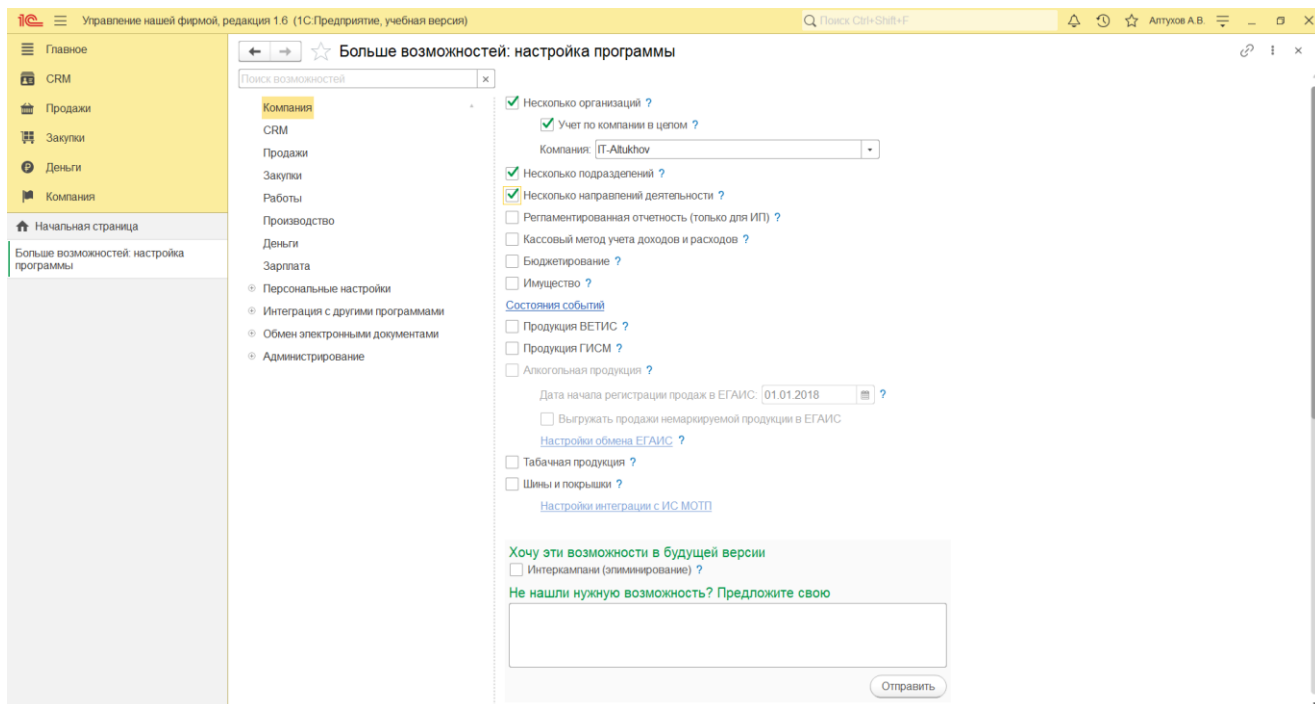 1С Управление нашей фирмой, редакция 1.6 (1С:Предприятие, учебная версия) Поиск Ctrl+Shift+F Алтухов А.В.
Главное
CRM
Продажи
Закупки
Деньги
Компания
Начальная страница
Больше возможностей: настройка
программы
Больше возможностей: настройка программы
Поиск возможностей
Компания
CRM
Продажи
Закупки
Работы
Производство
Деньги
Зарплата
Персональные настройки
Интеграция с другими программами
Обмен электронными документами
Администрирование
Несколько организаций ?
Учет по компании в целом ?
Компания: IT-Altukhov
Несколько подразделений ?
Несколько направлений деятельности ?
Регламентированная отчетность (только для ИП) ?
Кассовый метод учета доходов и расходов ?
Бюджетирование ?
Имущество ?
Состояния событий
Продукция ВЕТИС ?
Продукция ГИСМ ?
Алкогольная продукция ?
Дата начала регистрации продаж в ЕГАИС: 01.01.2018 ?
Выгружать продажи немаркируемой продукции в ЕГАИС
Настройки обмена ЕГАИС ?
Табачная продукция ?
Шины и покрышки ?
Настройки интеграции с ИС МОТП
Хочу эти возможности в будущей версии
Интеркампани (элиминирование) ?
Не нашли нужную возможность? Предложите свою
Отправить